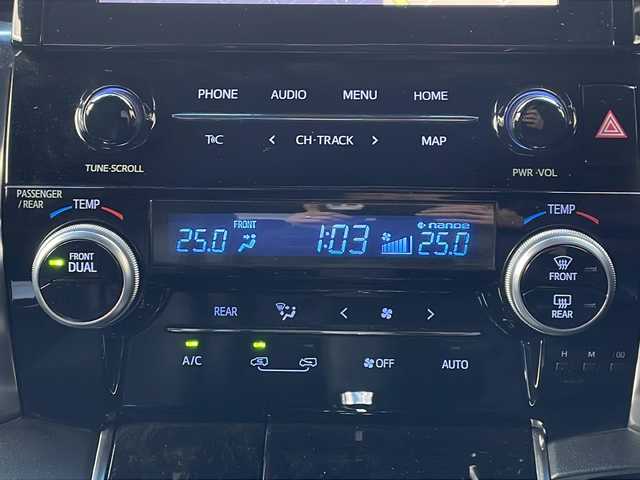 PHONE AUDIO MENU HOME
T C CH·TRACK MAP
TUNE·SCROLL PWR·VOL
PASSENGER
/REAR TEMP TEMP
FRONT nanoe
25.0 1:03 25.0
FRONT
DUAL
FRONT
REAR
REAR
A/C OFF AUTO
H M :00